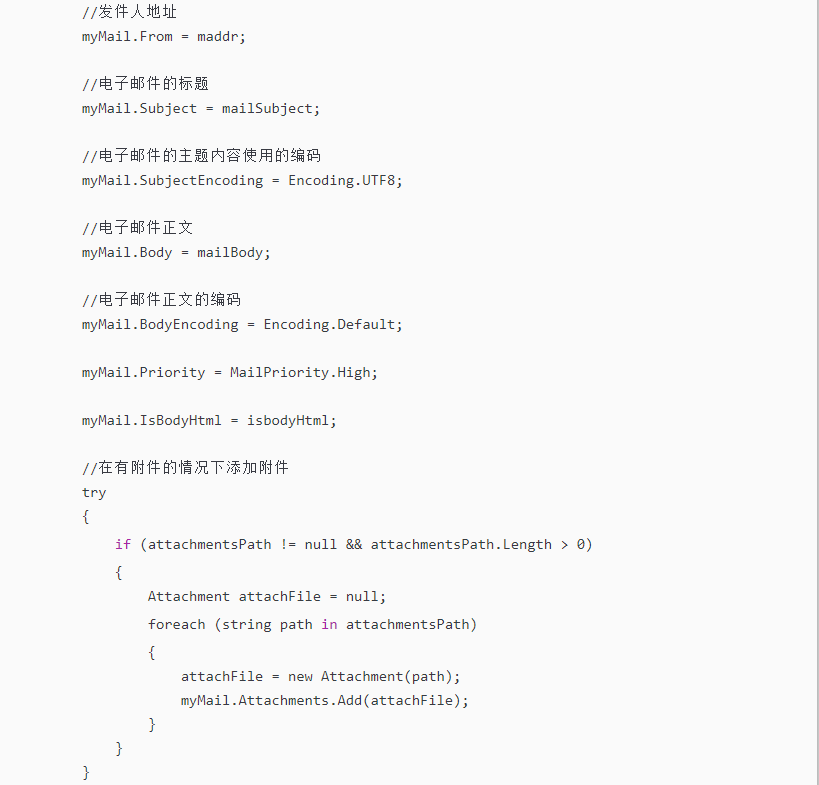 //发件人地址
myMail.From = maddr;
//电子邮件的标题
myMail.Subject = mailSubject;
//电子邮件的主题内容使用的编码
myMail.SubjectEncoding = Encoding.UTF8;
//电子邮件正文
myMail.Body = mailBody;
//电子邮件正文的编码
myMail.BodyEncoding = Encoding.Default;
myMail.Priority = MailPriority.High;
myMail.IsBodyHtml = isbodyHtml;
//在有附件的情况下添加附件
try
{
if (attachmentsPath != null && attachmentsPath.Length > 0)
{
Attachment attachFile = null;
foreach (string path in attachmentsPath)
{
attachFile = new Attachment(path);
myMail.Attachments.Add(attachFile);
}
}
}